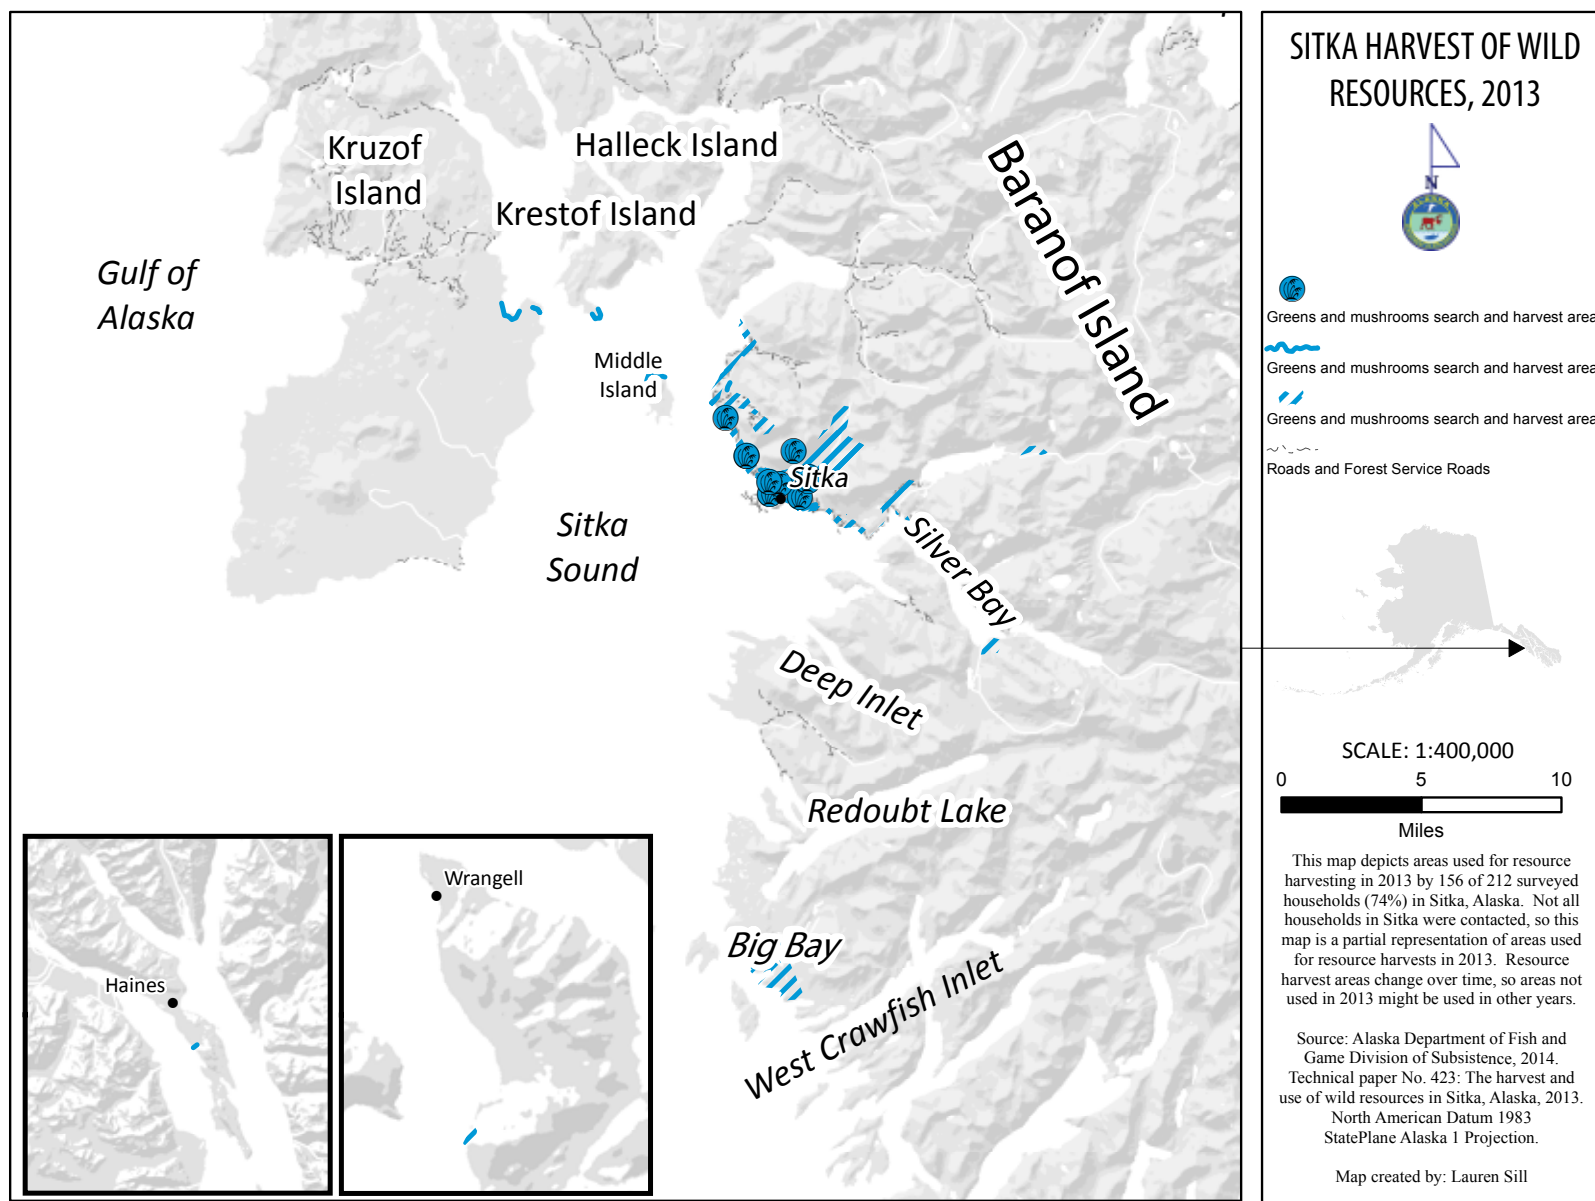 Kruzof
Island
Halleck Island
Krestof Island
Baranof Island
Gulf of
Alaska
Middle
Island
Sitka
Sitka
Sound
Silver Bay
Deep Inlet
Redoubt Lake
Big Bay
West Crawfish Inlet
Haines
Wrangell
SITKA HARVEST OF WILD
RESOURCES, 2013
N
ALASKA
Greens and mushrooms search and harvest area
Greens and mushrooms search and harvest area
Greens and mushrooms search and harvest area
Roads and Forest Service Roads
SCALE: 1:400,000
0 5 10
Miles
This map depicts areas used for resource
harvesting in 2013 by 156 of 212 surveyed
households (74%) in Sitka, Alaska. Not all
households in Sitka were contacted, so this
map is a partial representation of areas used
for resource harvests in 2013. Resource
harvest areas change over time, so areas not
used in 2013 might be used in other years.
Source: Alaska Department of Fish and
Game Division of Subsistence, 2014.
Technical paper No. 423: The harvest and
use of wild resources in Sitka, Alaska, 2013.
North American Datum 1983
StatePlane Alaska 1 Projection.
Map created by: Lauren Sill